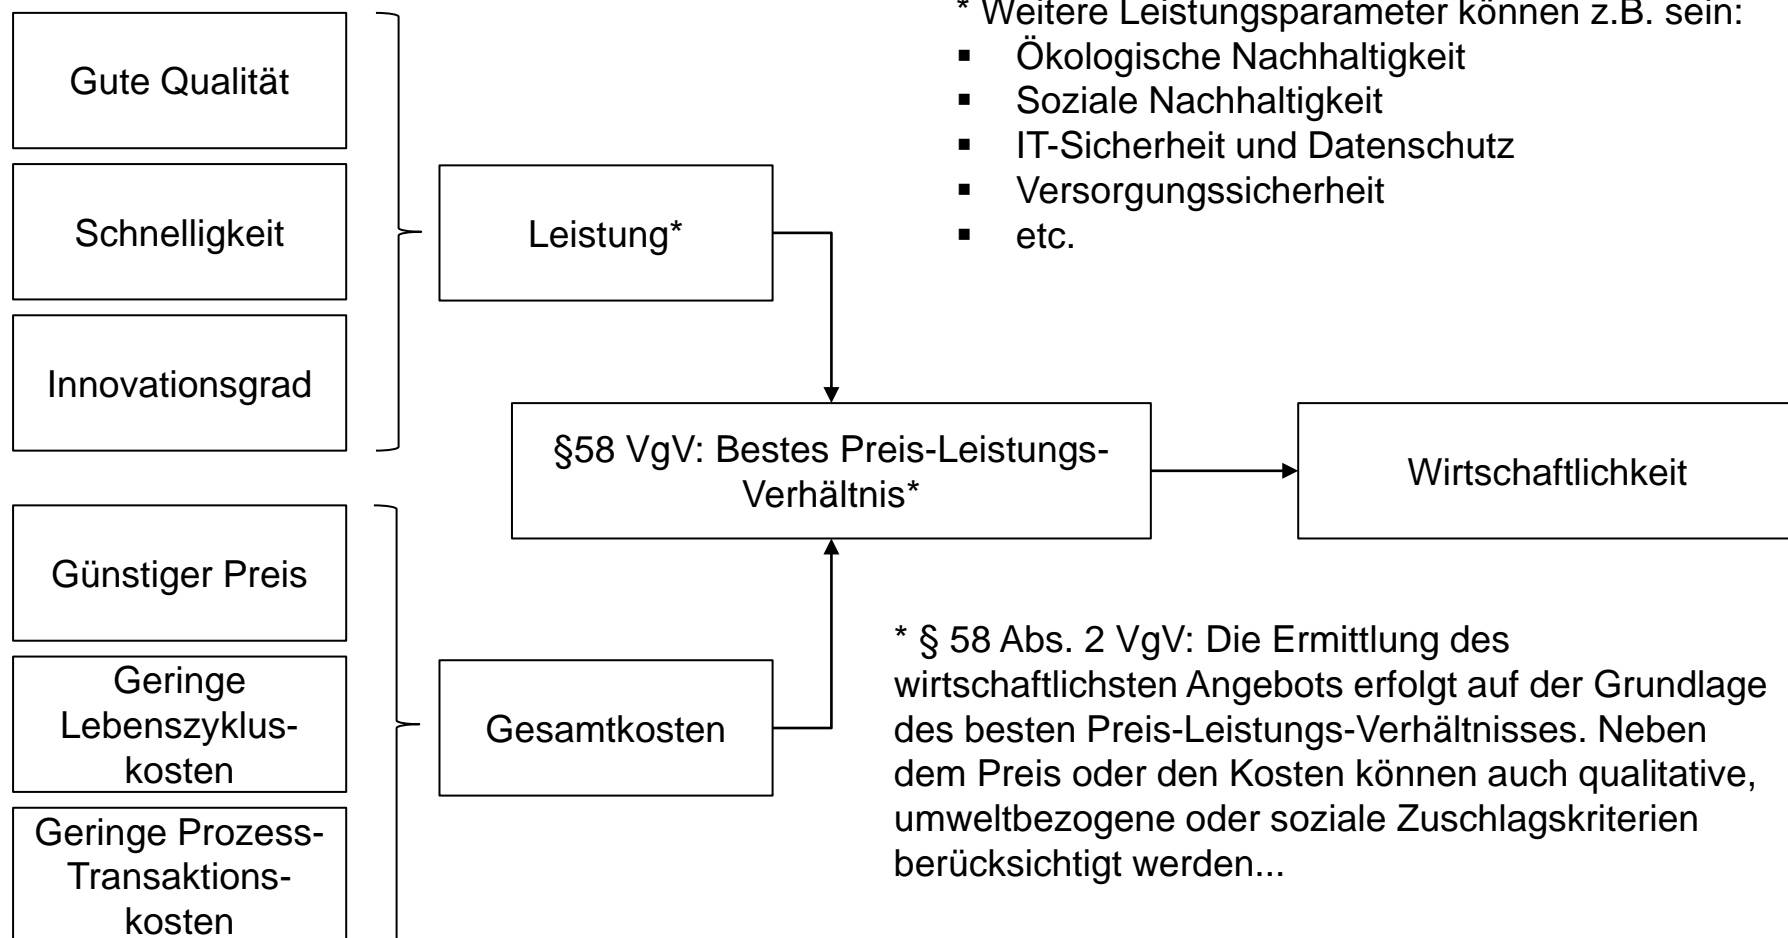 * Weitere Leistungsparameter können z.B. sein:
▪ Ökologische Nachhaltigkeit
▪ Soziale Nachhaltigkeit
▪ IT-Sicherheit und Datenschutz
▪ Versorgungssicherheit
▪ etc.
Gute Qualität
Schnelligkeit
Innovationsgrad
Leistung*
§58 VgV: Bestes Preis-Leistungs-
Verhältnis*
Wirtschaftlichkeit
Günstiger Preis
Geringe
Lebenszyklus-
kosten
Geringe Prozess-
Transaktions-
kosten
Gesamtkosten
* § 58 Abs. 2 VgV: Die Ermittlung des
wirtschaftlichsten Angebots erfolgt auf der Grundlage
des besten Preis-Leistungs-Verhältnisses. Neben
dem Preis oder den Kosten können auch qualitative,
umweltbezogene oder soziale Zuschlagskriterien
berücksichtigt werden...